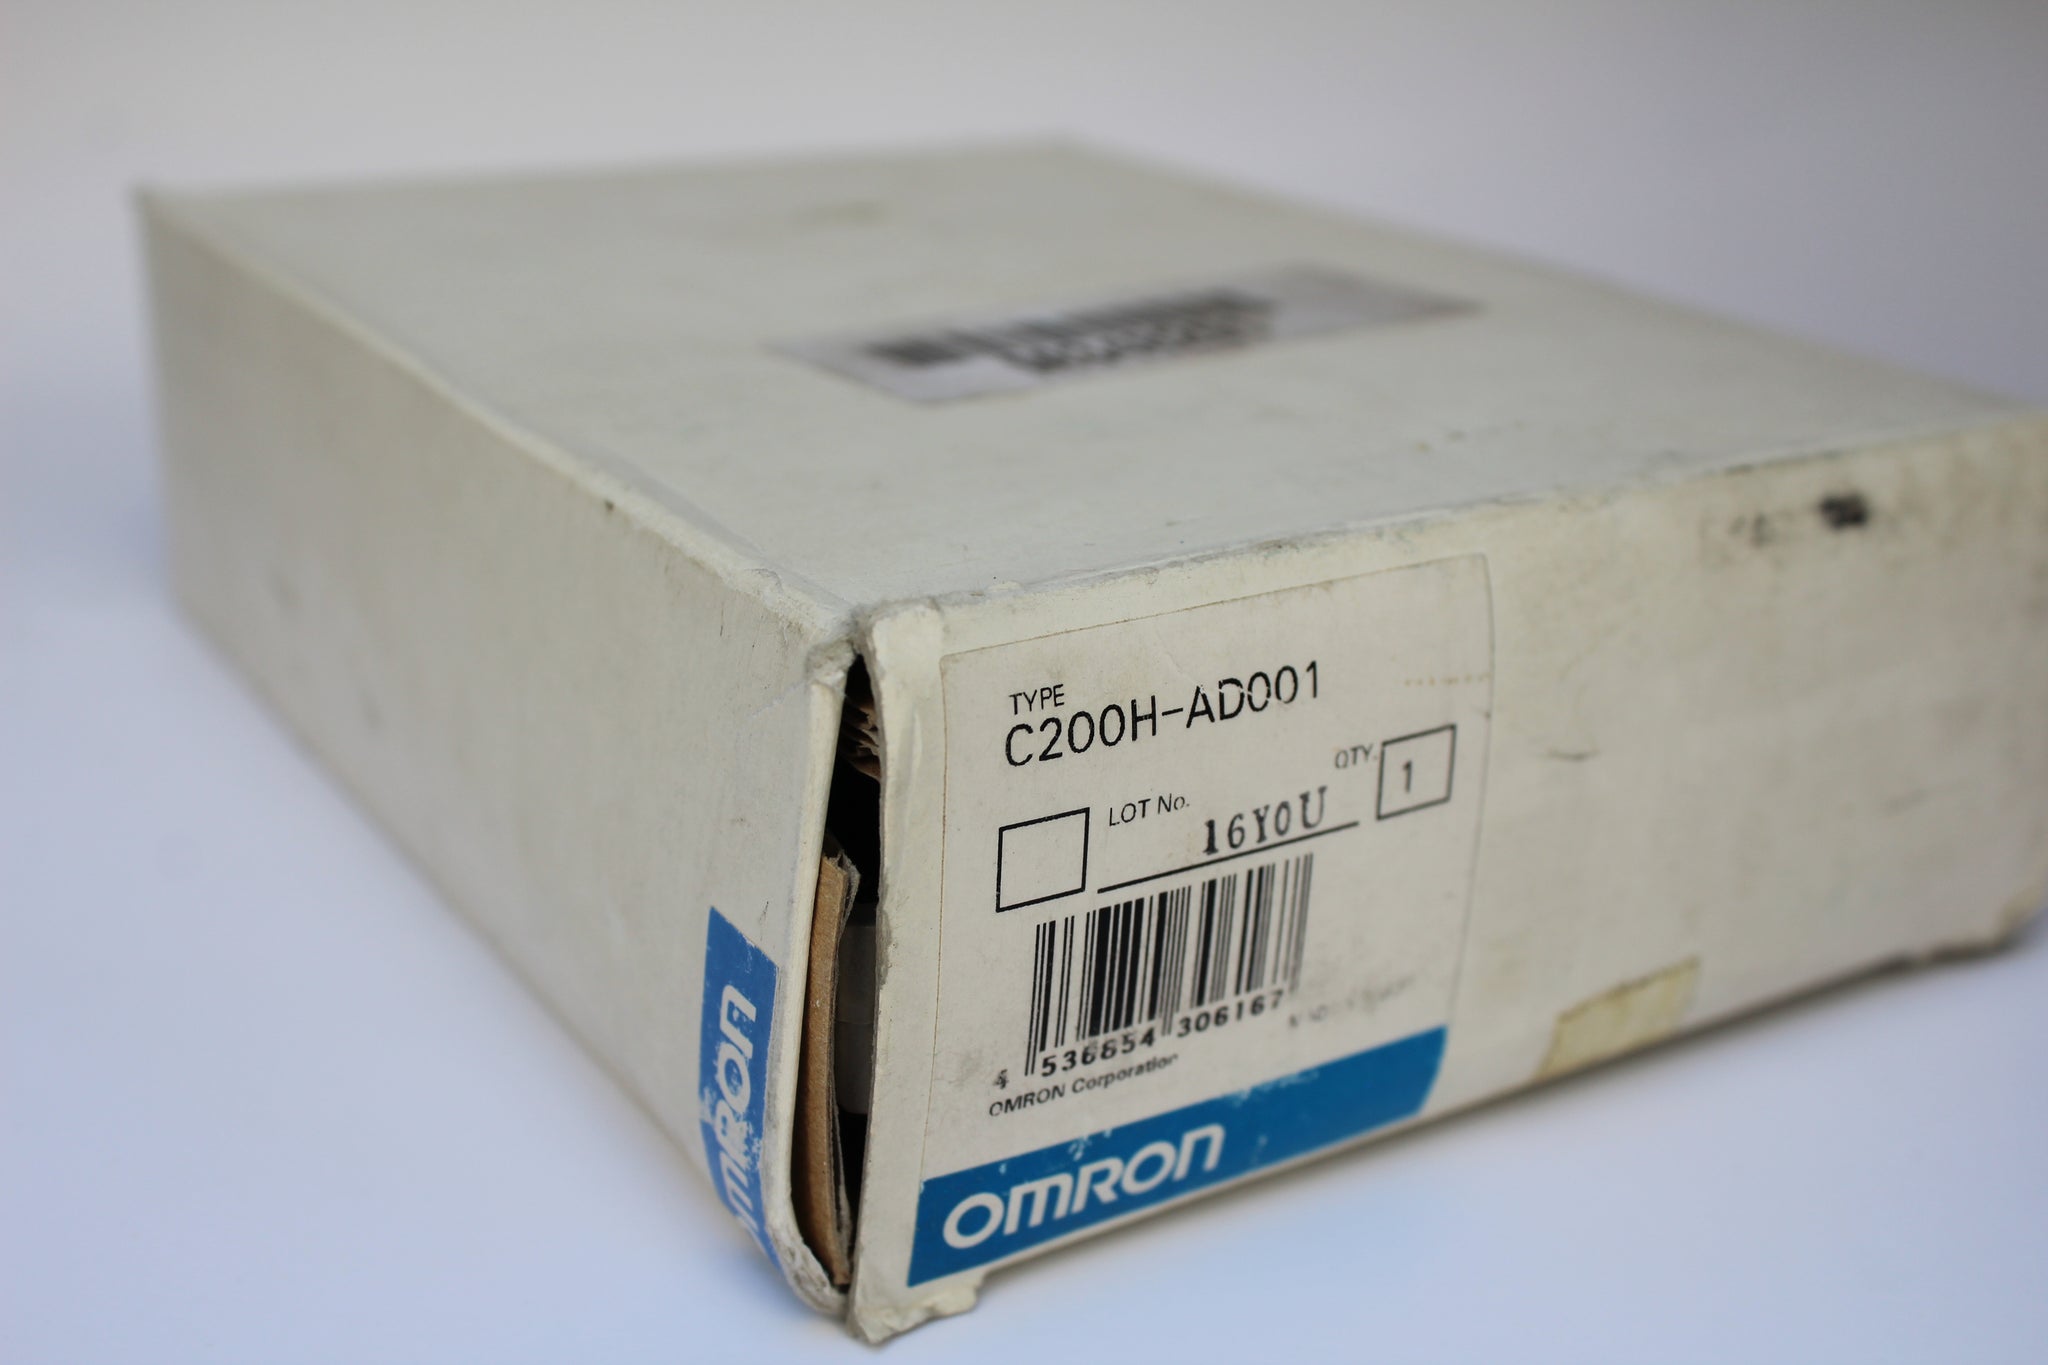 TYPE
C200H-AD001
QTY. 1
LOT No. 16Y0U
4 536854 306167
OMRON Corporation
OMRON
OMRON